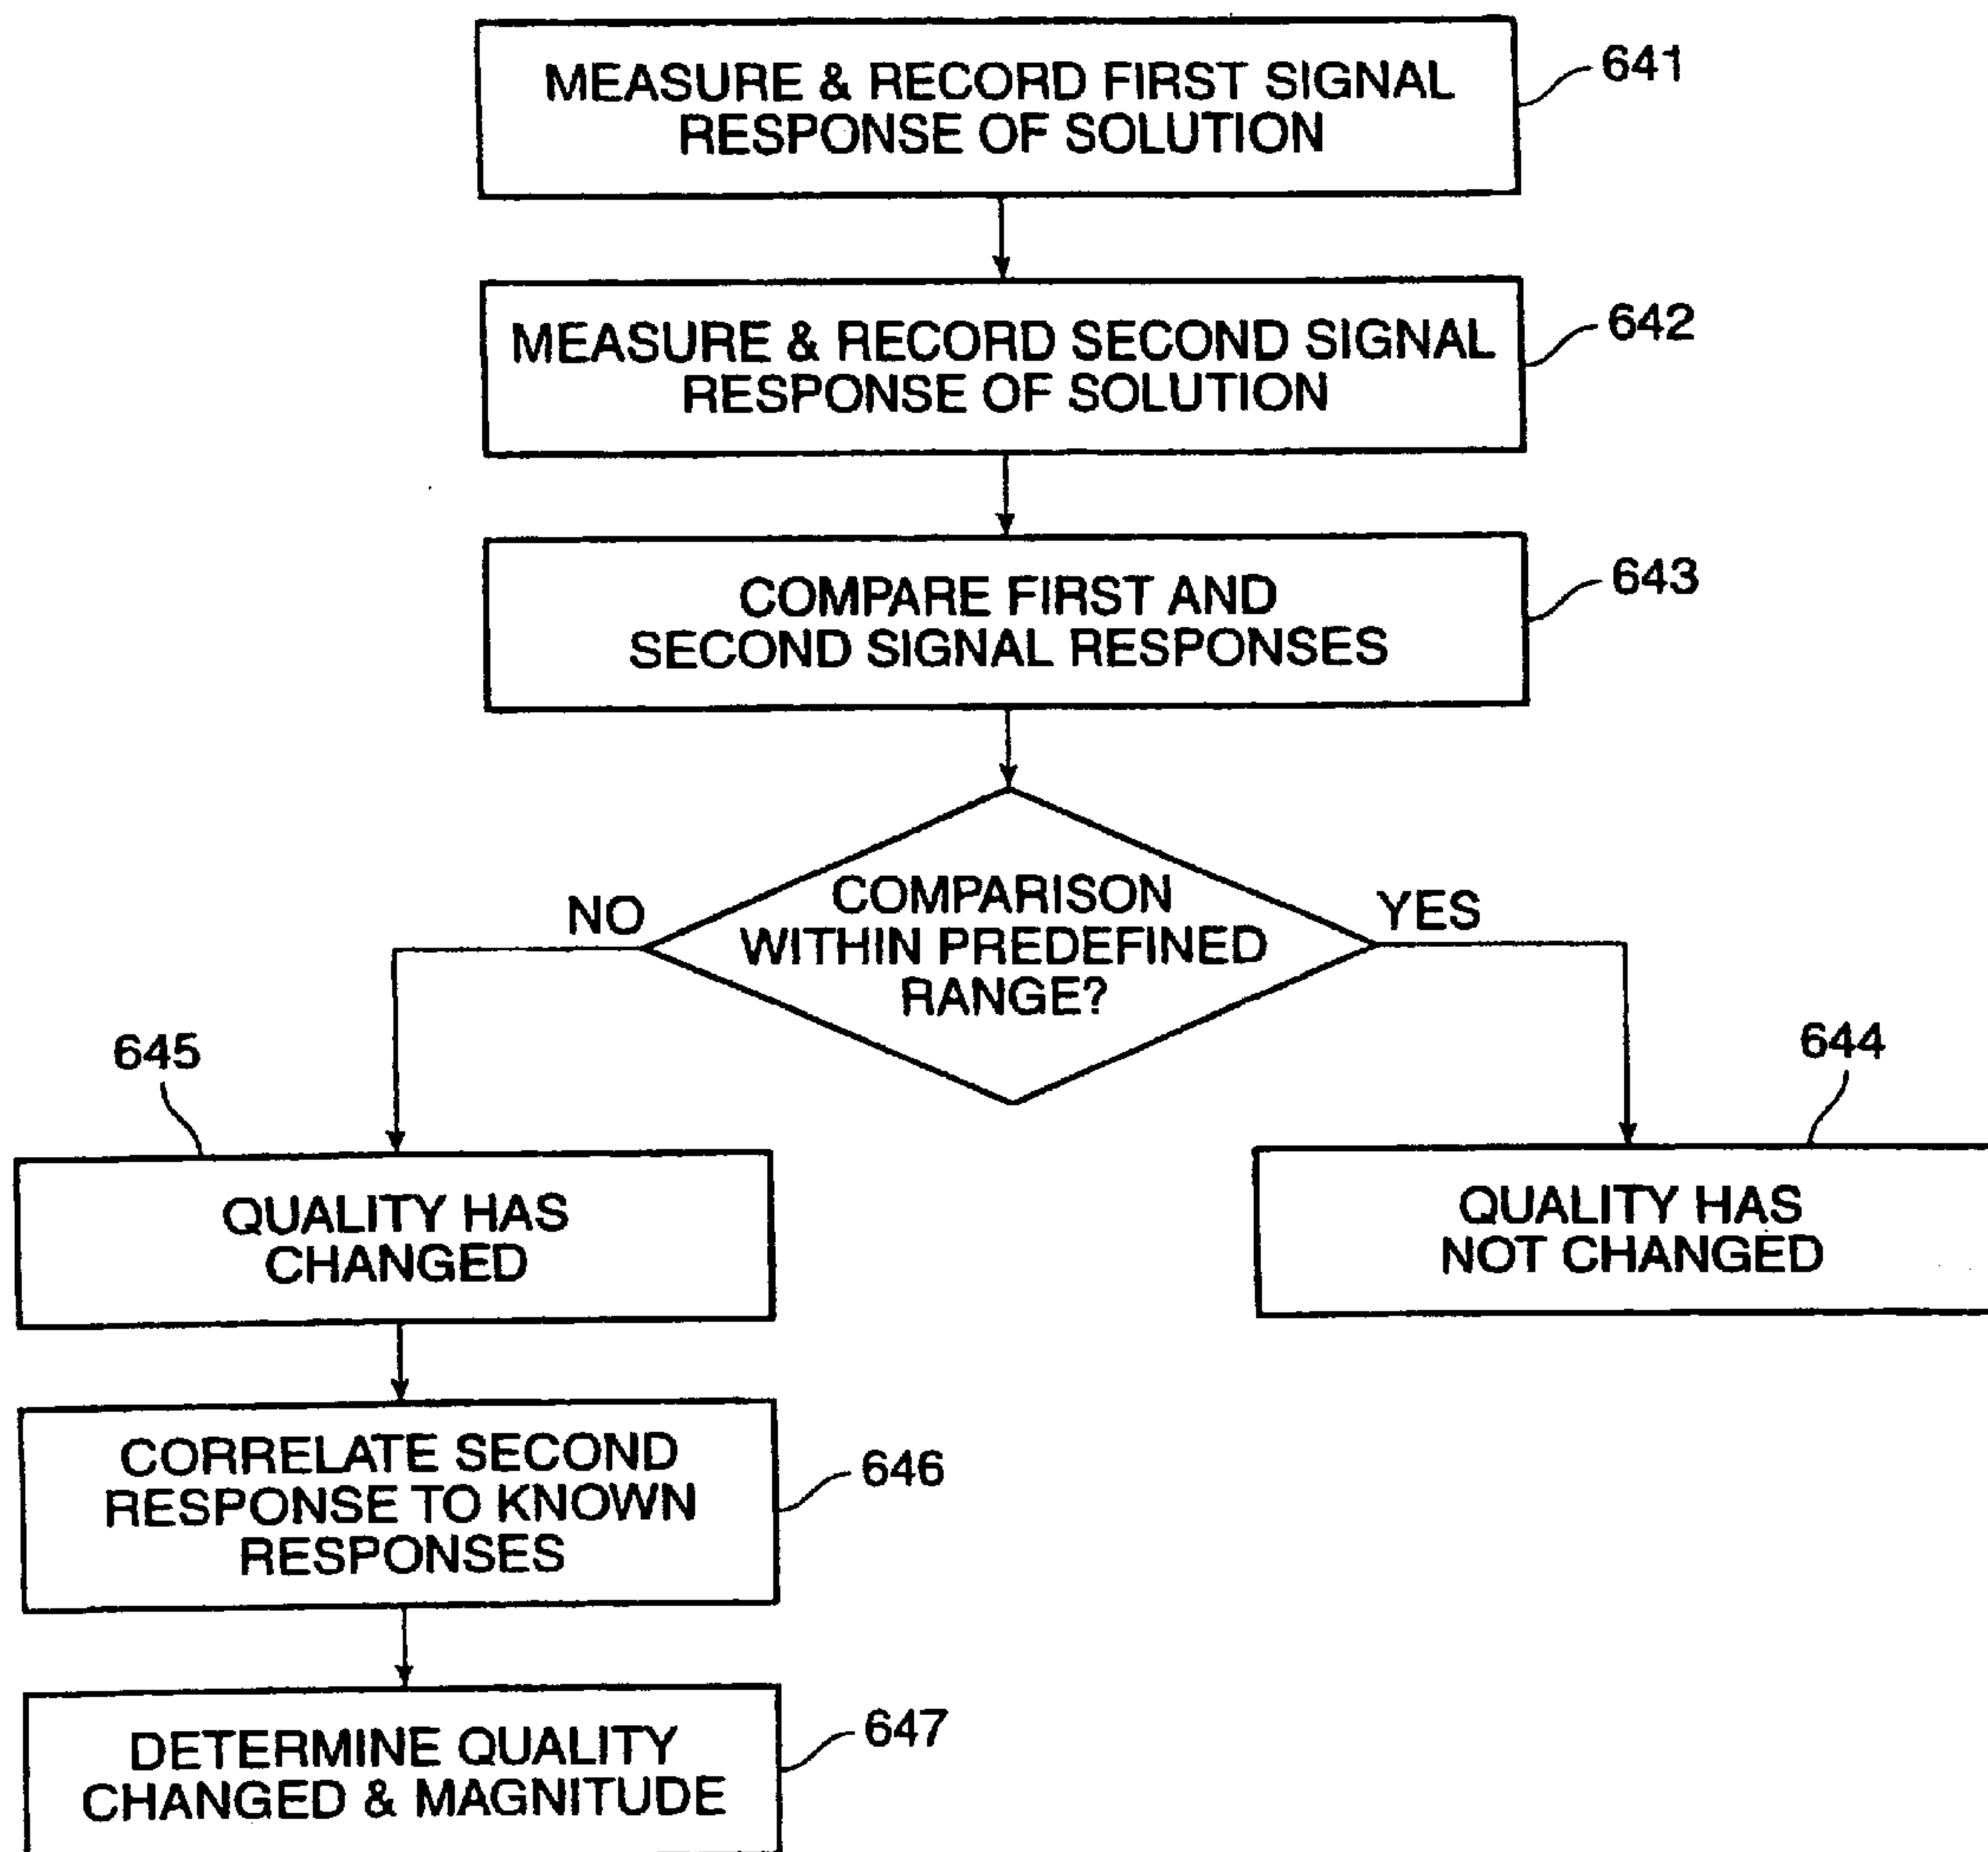 MEASURE & RECORD FIRST SIGNAL
RESPONSE OF SOLUTION
641
MEASURE & RECORD SECOND SIGNAL
RESPONSE OF SOLUTION
642
COMPARE FIRST AND
SECOND SIGNAL RESPONSES
643
COMPARISON
WITHIN PREDEFINED
RANGE?
NO
YES
645
644
QUALITY HAS
CHANGED
QUALITY HAS
NOT CHANGED
CORRELATE SECOND
RESPONSE TO KNOWN
RESPONSES
646
DETERMINE QUALITY
CHANGED & MAGNITUDE
647